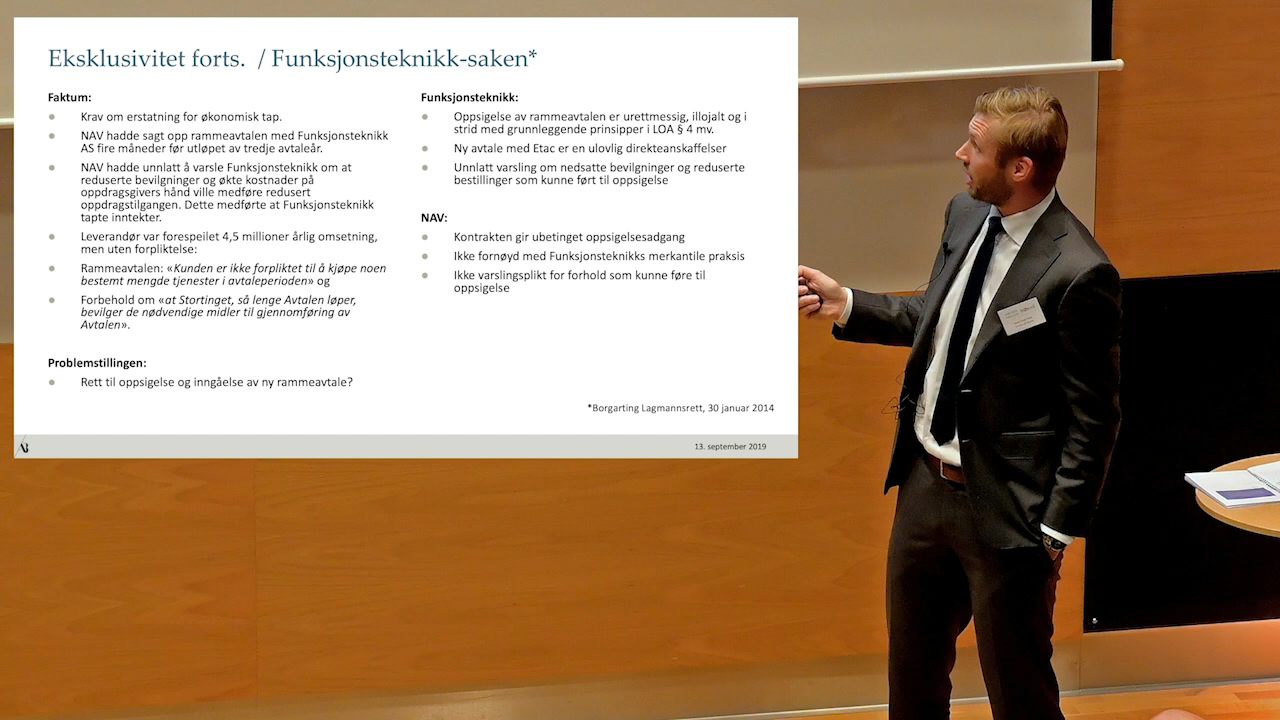 Eksklusivitet forts. / Funksjonsteknikk-saken*
Faktum:
Krav om erstatning for økonomisk tap.
NAV hadde sagt opp rammeavtalen med Funksjonsteknikk
AS fire måneder før utløpet av tredje avtaleår.
NAV hadde unnlatt å varsle Funksjonsteknikk om at
reduserte bevilgninger og økte kostnader på
oppdragsgivers hånd ville medføre redusert
oppdragstilgangen. Dette medførte at Funksjonsteknikk
tapte inntekter.
Leverandør var forespeilet 4,5 millioner årlig omsetning,
men uten forpliktelse:
Rammeavtalen: «Kunden er ikke forpliktet til å kjøpe noen
bestemt mengde tjenester i avtaleperioden» og
Forbehold om «at Stortinget, så lenge Avtalen løper,
bevilger de nødvendige midler til gjennomføring av
Avtalen».
Problemstillingen:
Rett til oppsigelse og inngåelse av ny rammeavtale?
Funksjonsteknikk:
Oppsigelse av rammeavtalen er urettmessig, illojalt og i
strid med grunnleggende prinsipper i LOA § 4 mv.
Ny avtale med Etac er en ulovlig direkteanskaffelser
Unnlatt varsling om nedsatte bevilgninger og reduserte
bestillinger som kunne ført til oppsigelse
NAV:
Kontrakten gir ubetinget oppsigelsesadgang
Ikke fornøyd med Funksjonsteknikks merkantile praksis
Ikke varslingsplikt for forhold som kunne føre til
oppsigelse
*Borgarting Lagmannsrett, 30 januar 2014
13. september 2019